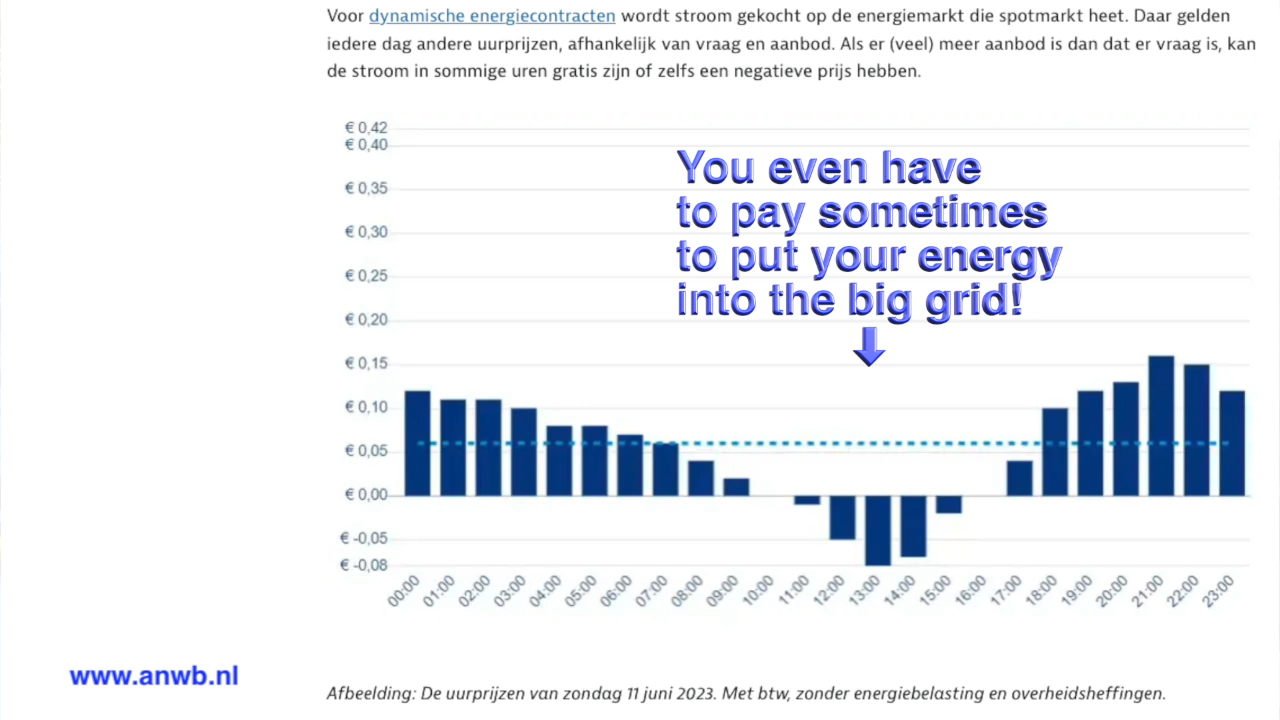 Voor dynamische energiecontracten wordt stroom gekocht op de energiemarkt die spotmarkt heet. Daar gelden
iedere dag andere uurprijzen, afhankelijk van vraag en aanbod. Als er (veel) meer aanbod is dan dat er vraag is, kan
de stroom in sommige uren gratis zijn of zelfs een negatieve prijs hebben.
€ 0,42
€ 0,40
€ 0,35
€ 0,30
€ 0,25
€ 0,20
€ 0,15
€ 0,10
€ 0,05
€ 0,00
€ -0,05
€ -0,08
You even have
to pay sometimes
to put your energy
into the big grid!
00:00 01:00 02:00 03:00 04:00 05:00 06:00 07:00 08:00 09:00 10:00 11:00 12:00 13:00 14:00 15:00 16:00 17:00 18:00 19:00 20:00 21:00 22:00 23:00
www.anwb.nl
Afbeelding: De uurprijzen van zondag 11 juni 2023. Met btw, zonder energiebelasting en overheidsheffingen.